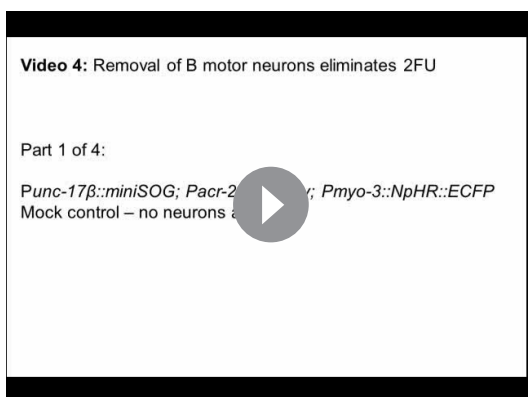 Video 4: Removal of B motor neurons eliminates 2FU
Part 1 of 4:
Punc-17β::miniSOG; Pacr-2 Pmyo-3::NpHR::ECFP
Mock control – no neurons